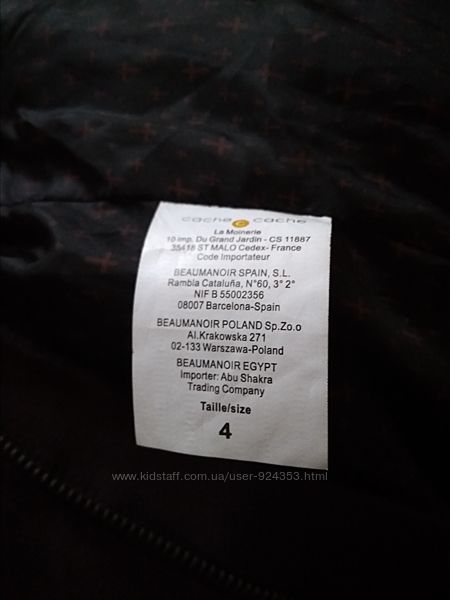 cache cache
La Moinerie
10 imp. Du Grand Jardin - CS 11887
35418 ST MALO Cedex-France
Code Importateur
BEAUMANOIR SPAIN, S.L.
Rambla Cataluña, N°60, 3° 2°
NIF B 55002356
08007 Barcelona-Spain
BEAUMANOIR POLAND Sp.Zo.o
Al.Krakowska 271
02-133 Warszawa-Poland
BEAUMANOIR EGYPT
Importer: Abu Shakra
Trading Company
Taille/size
4
www.kidstaff.com.ua/user-924353.html